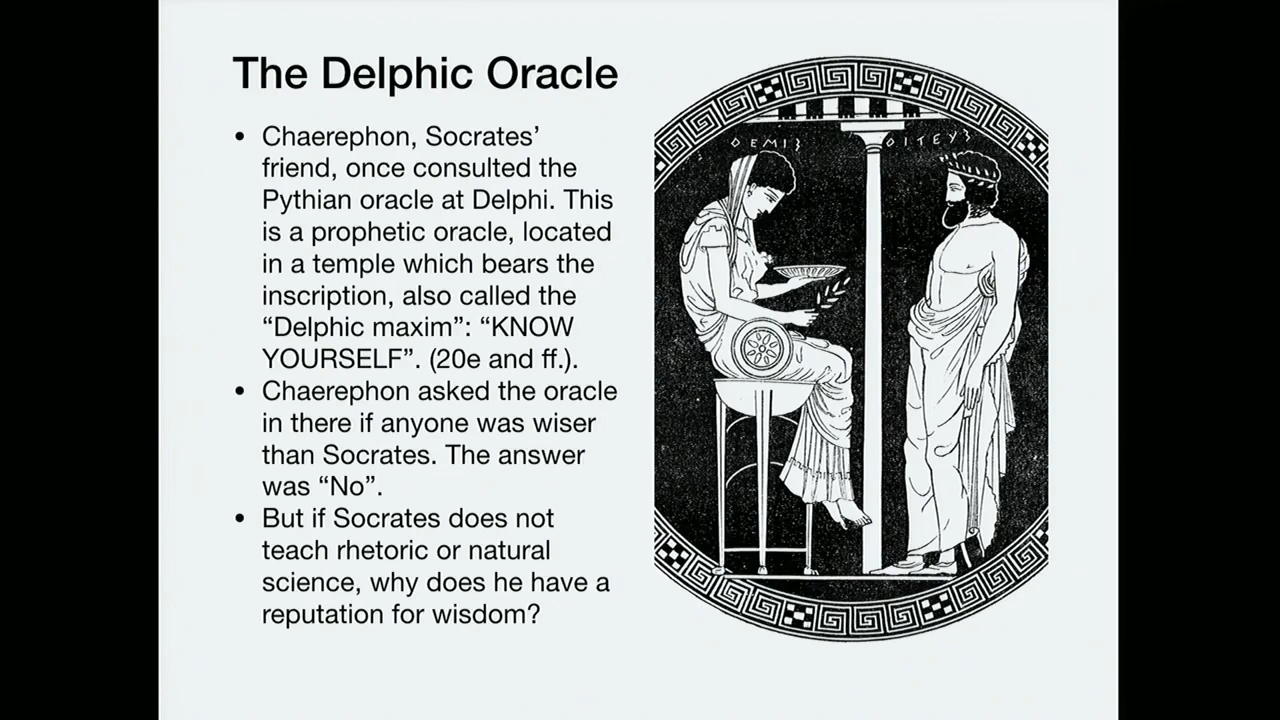 The Delphic Oracle
• Chaerephon, Socrates’
friend, once consulted the
Pythian oracle at Delphi. This
is a prophetic oracle, located
in a temple which bears the
inscription, also called the
“Delphic maxim”: “KNOW
YOURSELF”. (20e and ff.).
• Chaerephon asked the oracle
in there if anyone was wiser
than Socrates. The answer
was “No”.
• But if Socrates does not
teach rhetoric or natural
science, why does he have a
reputation for wisdom?
ΘΕΜΙΣ